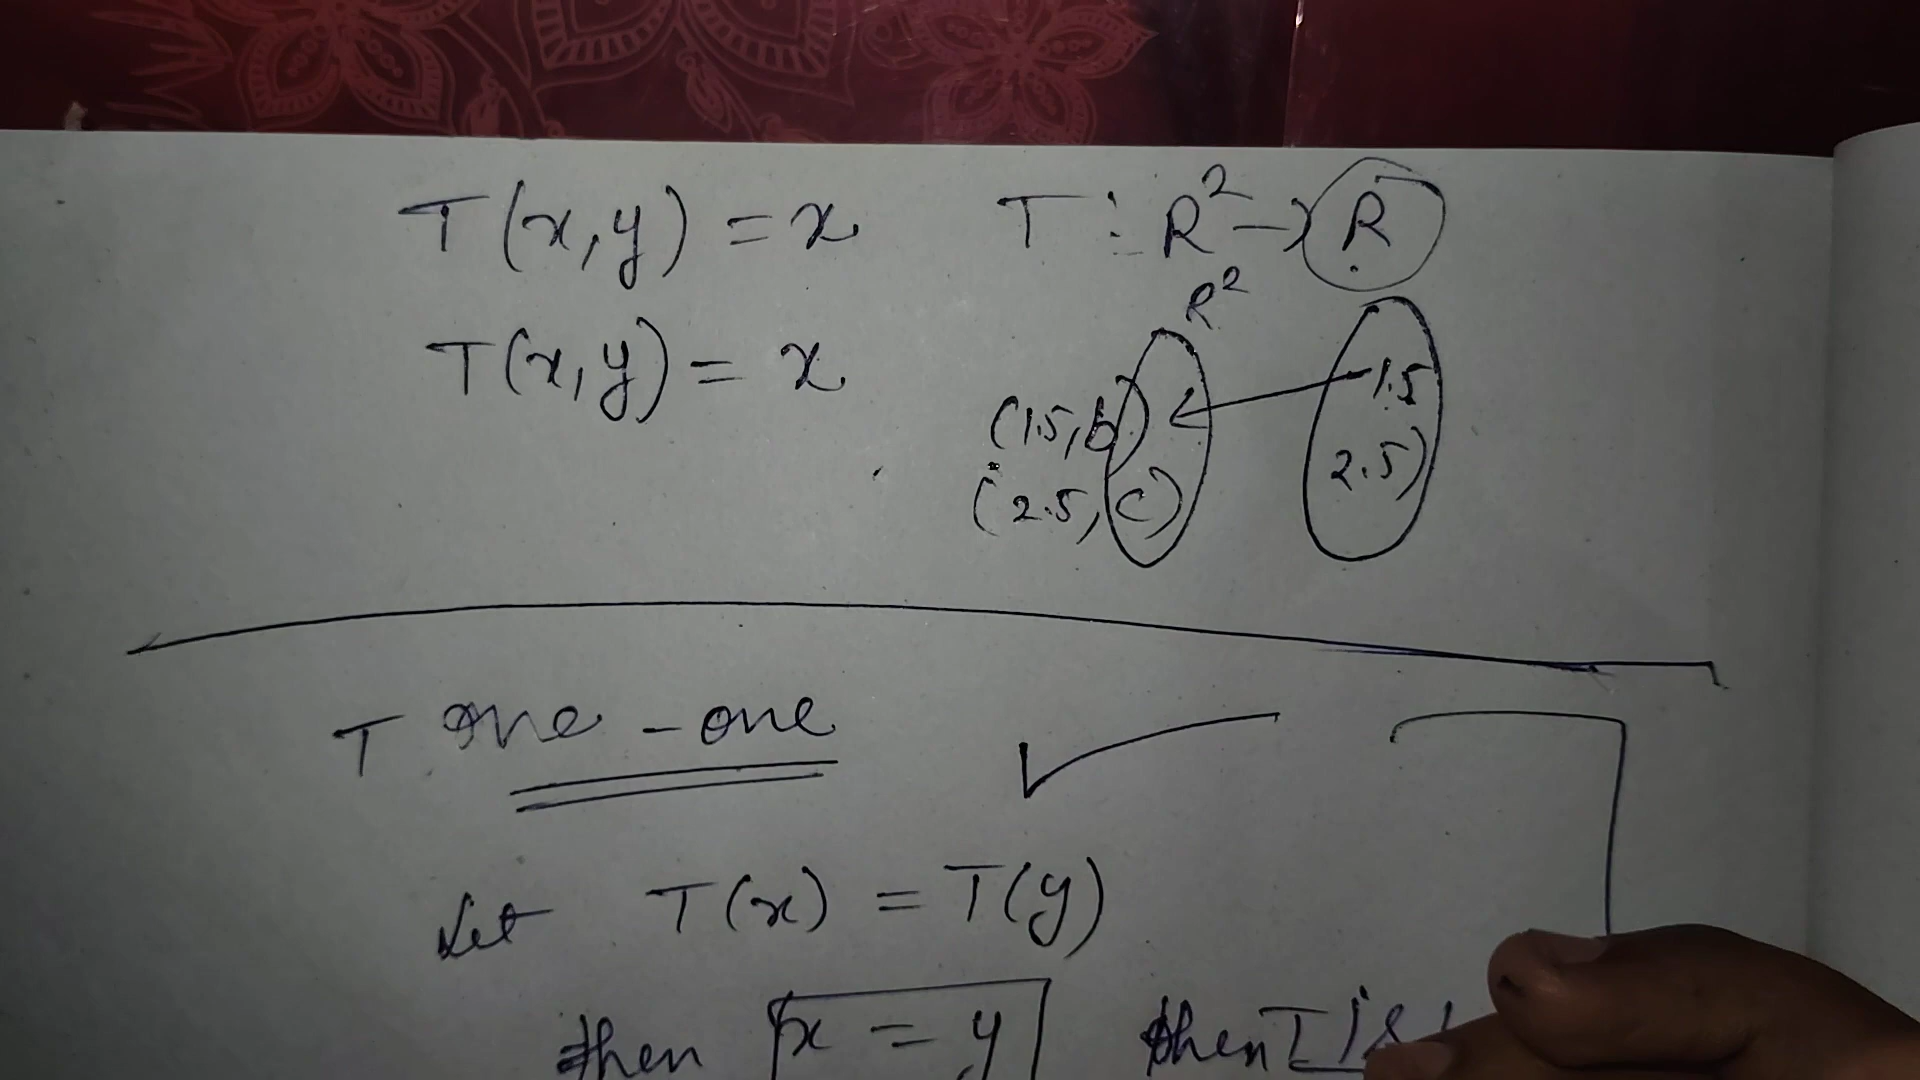 T(x,y) = x T : R² → R
R²
T(x,y) = x
1.5
(1.5, b)
2.5)
(2.5, c)
T one - one
Let T(x) = T(y)
then x = y then T is